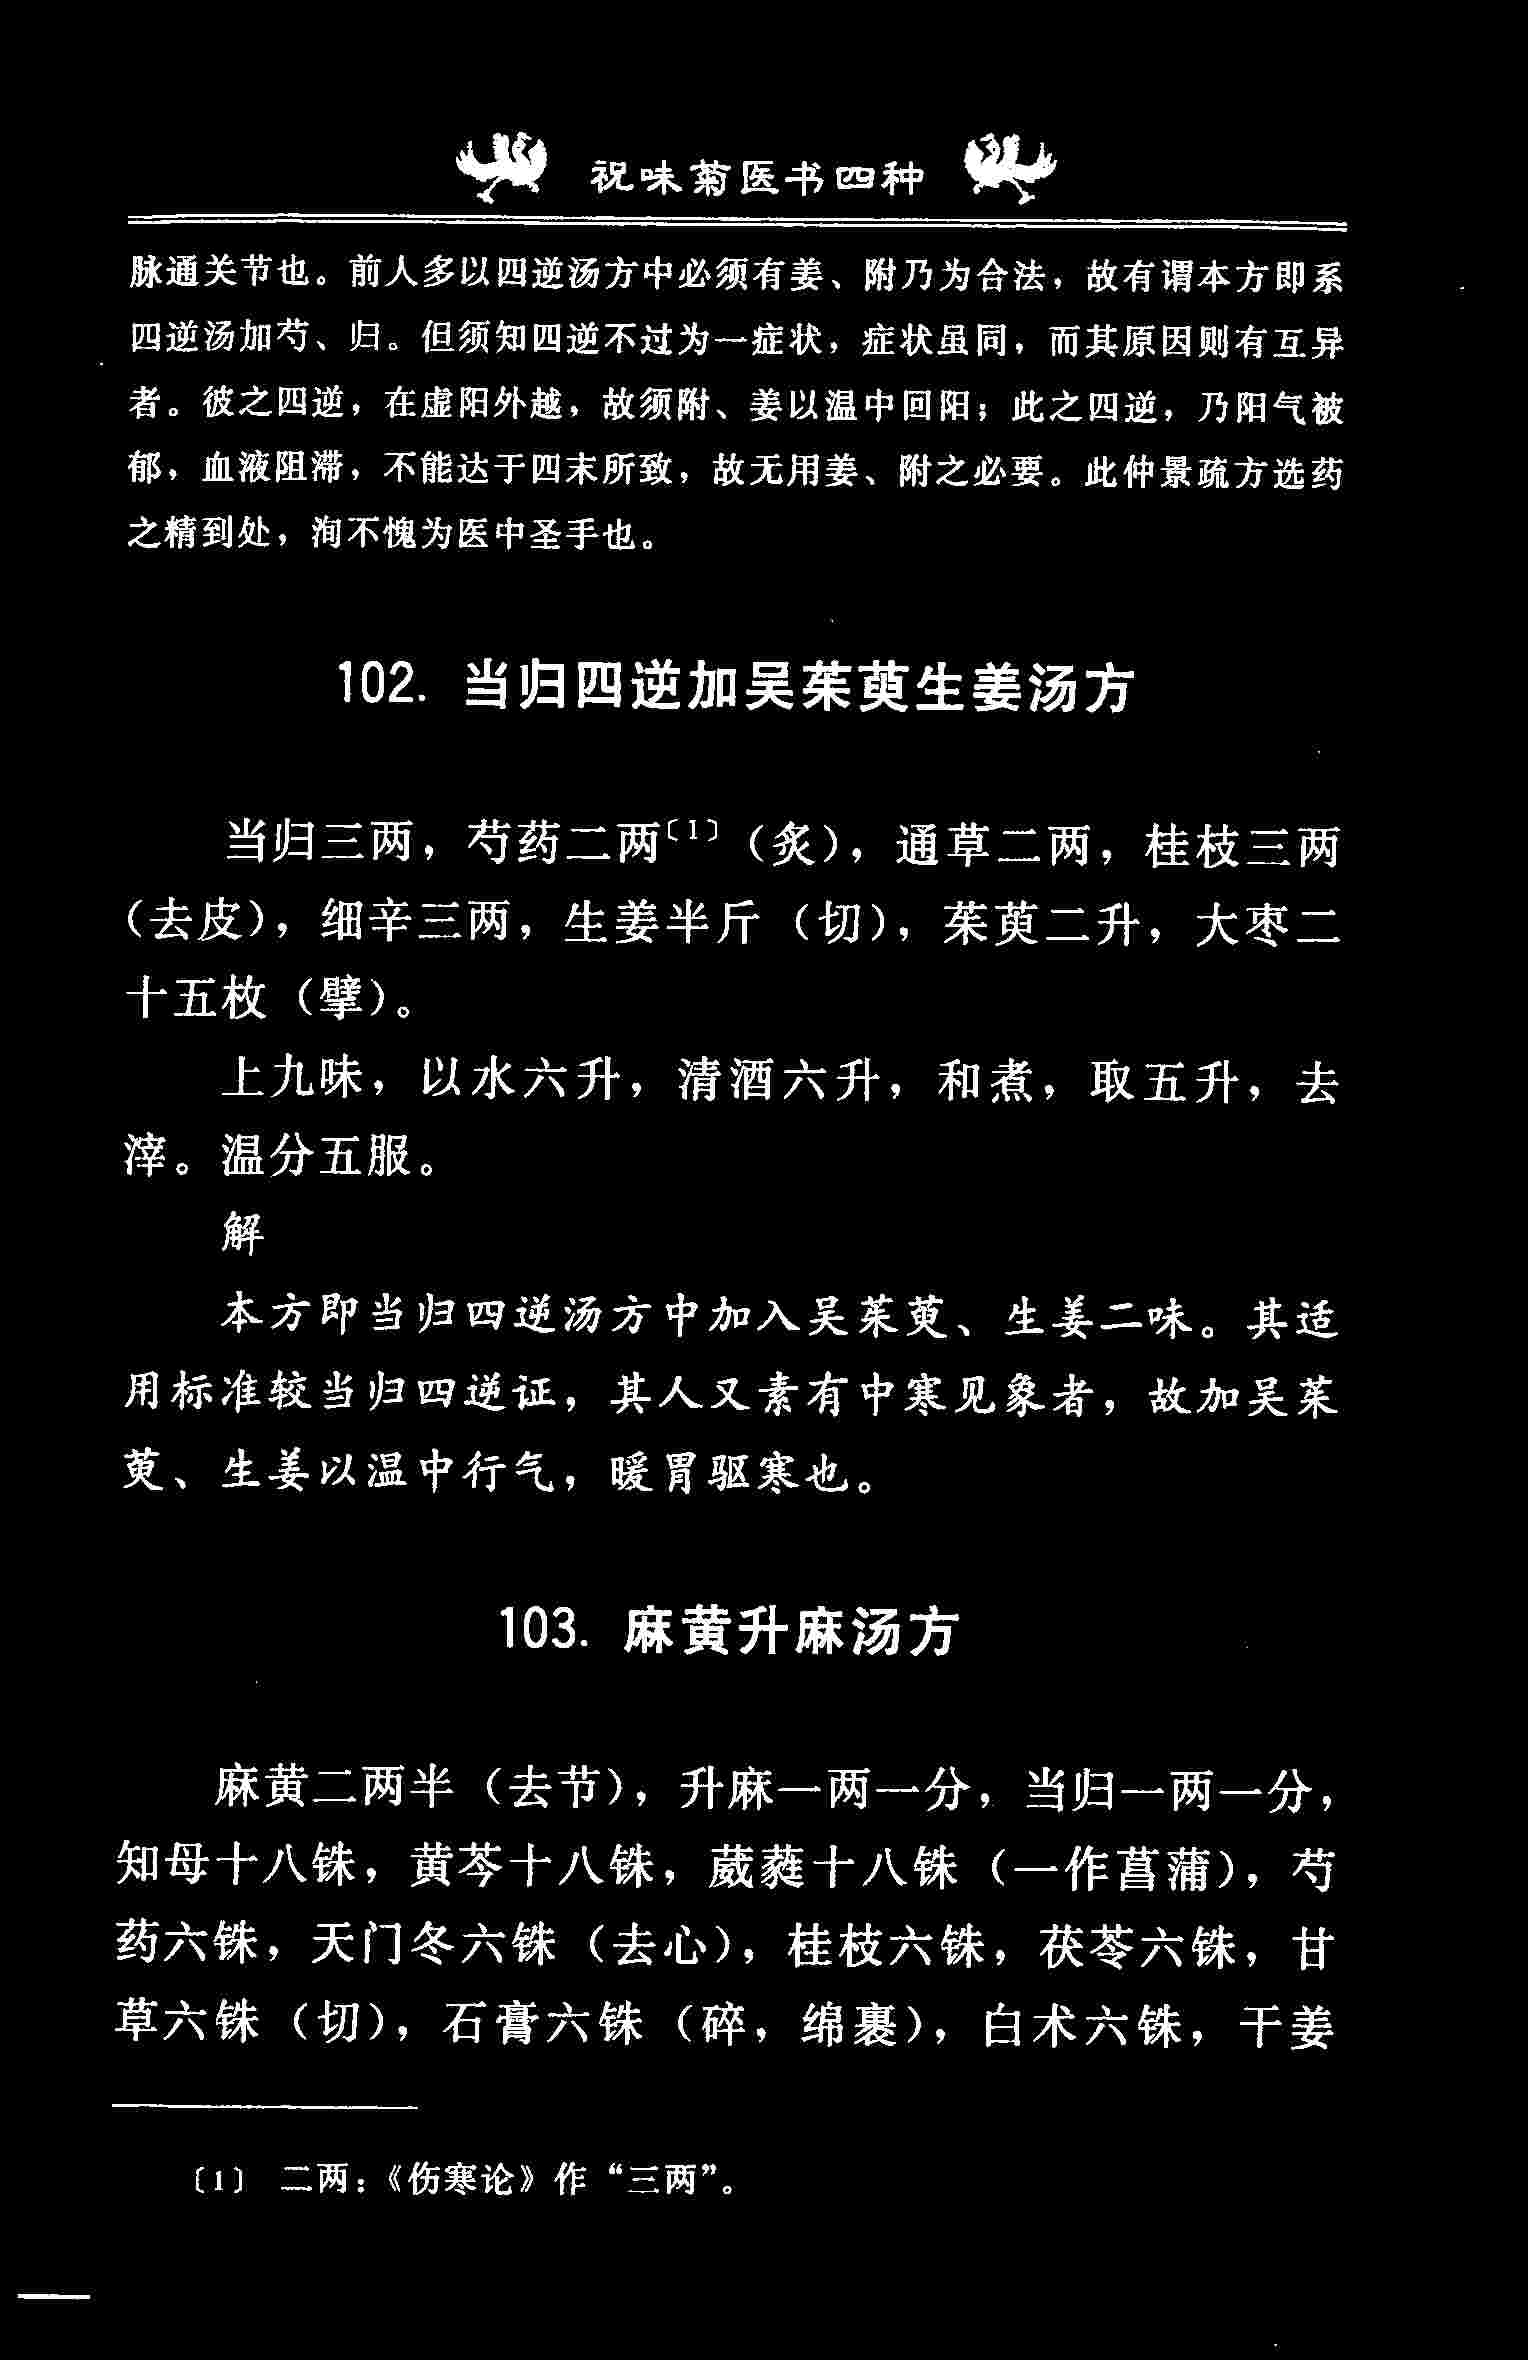 祝味菊医书四种
脉通关节也。前人多以四逆汤方中必须有姜、附乃为合法，故有谓本方即系
四逆汤加芍、归。但须知四逆不过为一症状，症状虽同，而其原因则有互异
者。彼之四逆，在虚阳外越，故须附、姜以温中回阳；此之四逆，乃阳气被
郁，血液阻滞，不能达于四末所致，故无用姜、附之必要。此仲景疏方选药
之精到处，洵不愧为医中圣手也。
102. 当归四逆加吴茱萸生姜汤方
当归三两，芍药二两〔1〕（炙），通草二两，桂枝三两
（去皮），细辛三两，生姜半斤（切），茱萸二升，大枣二
十五枚（擘）。
上九味，以水六升，清酒六升，和煮，取五升，去
滓。温分五服。
解
本方即当归四逆汤方中加入吴茱萸、生姜二味。其适
用标准较当归四逆证，其人又素有中寒见象者，故加吴茱
萸、生姜以温中行气，暖胃驱寒也。
103. 麻黄升麻汤方
麻黄二两半（去节），升麻一两一分，当归一两一分，
知母十八铢，黄芩十八铢，葳蕤十八铢（一作菖蒲），芍
药六铢，天门冬六铢（去心），桂枝六铢，茯苓六铢，甘
草六铢（切），石膏六铢（碎，绵裹），白术六铢，干姜
〔1〕 二两：《伤寒论》作“三两”。